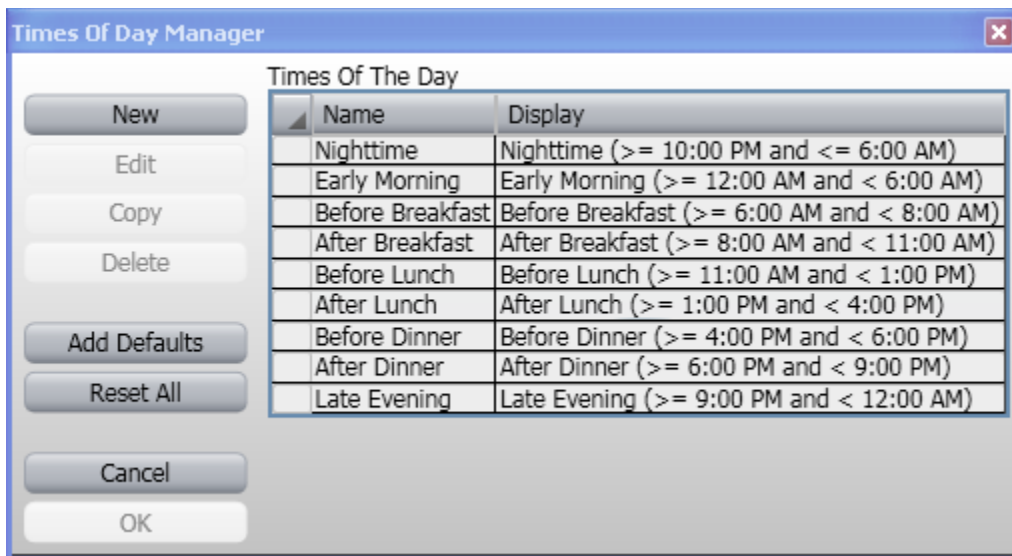 Times Of Day Manager
Times Of The Day
New
Edit
Copy
Delete
Add Defaults
Reset All
Cancel
OK
Name Display
Nighttime Nighttime (>= 10:00 PM and <= 6:00 AM)
Early Morning Early Morning (>= 12:00 AM and < 6:00 AM)
Before Breakfast Before Breakfast (>= 6:00 AM and < 8:00 AM)
After Breakfast After Breakfast (>= 8:00 AM and < 11:00 AM)
Before Lunch Before Lunch (>= 11:00 AM and < 1:00 PM)
After Lunch After Lunch (>= 1:00 PM and < 4:00 PM)
Before Dinner Before Dinner (>= 4:00 PM and < 6:00 PM)
After Dinner After Dinner (>= 6:00 PM and < 9:00 PM)
Late Evening Late Evening (>= 9:00 PM and < 12:00 AM)